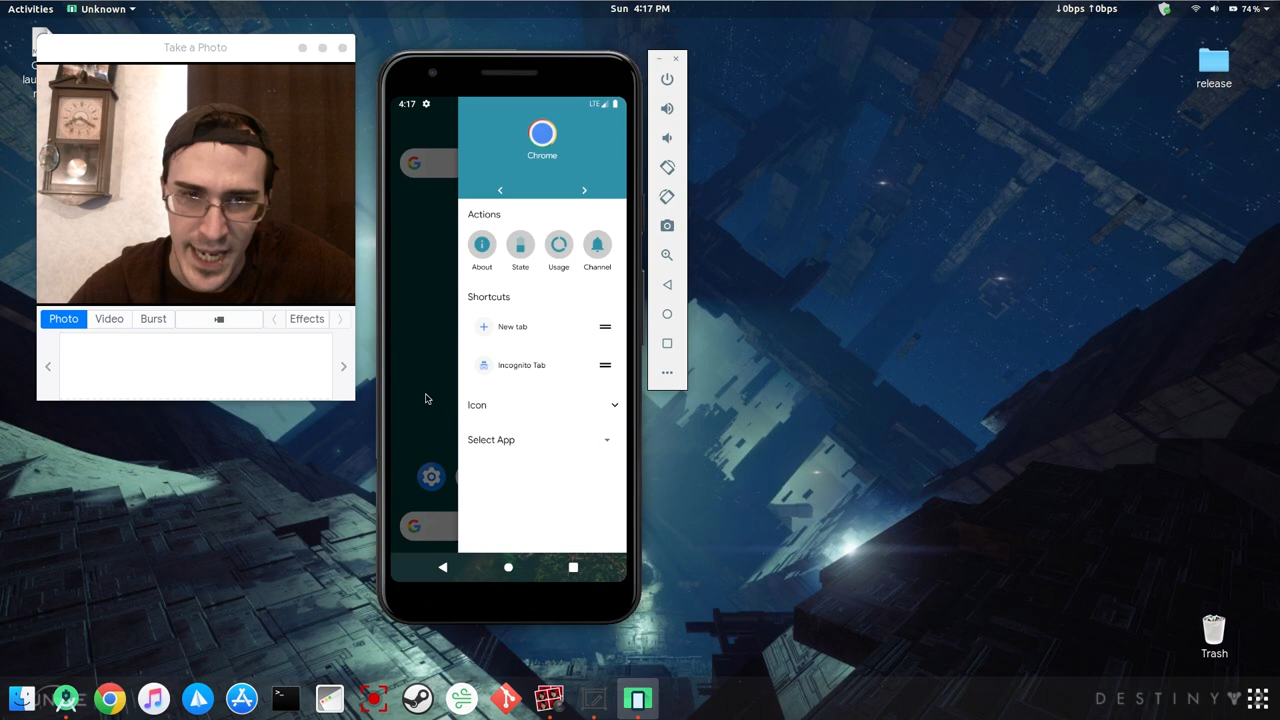 Activities
Unknown
Sun 4:17 PM
↓0bps ↑0bps
74%
Take a Photo
Photo
Video
Burst
Effects
4:17
LTE
Chrome
Actions
About
State
Usage
Channel
Shortcuts
New tab
Incognito Tab
Icon
Select App
release
Trash
DESTINY